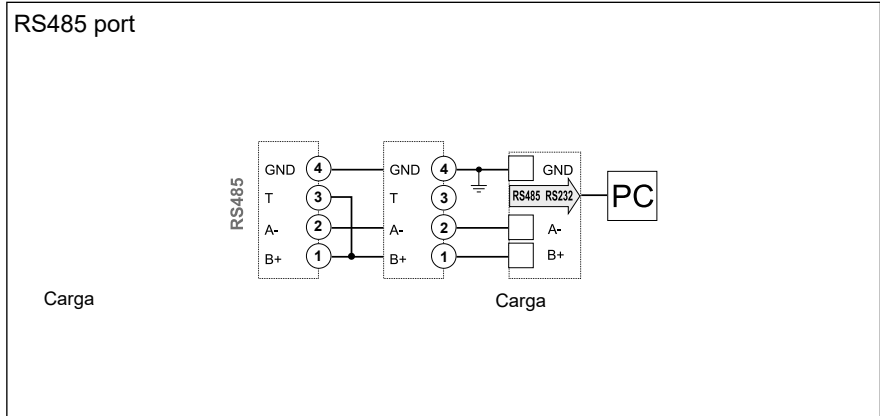 RS485 port
RS485
GND 4 GND 4 GND
T 3 T 3 RS485 RS232 PC
A- 2 A- 2 A-
B+ 1 B+ 1 B+
Carga Carga